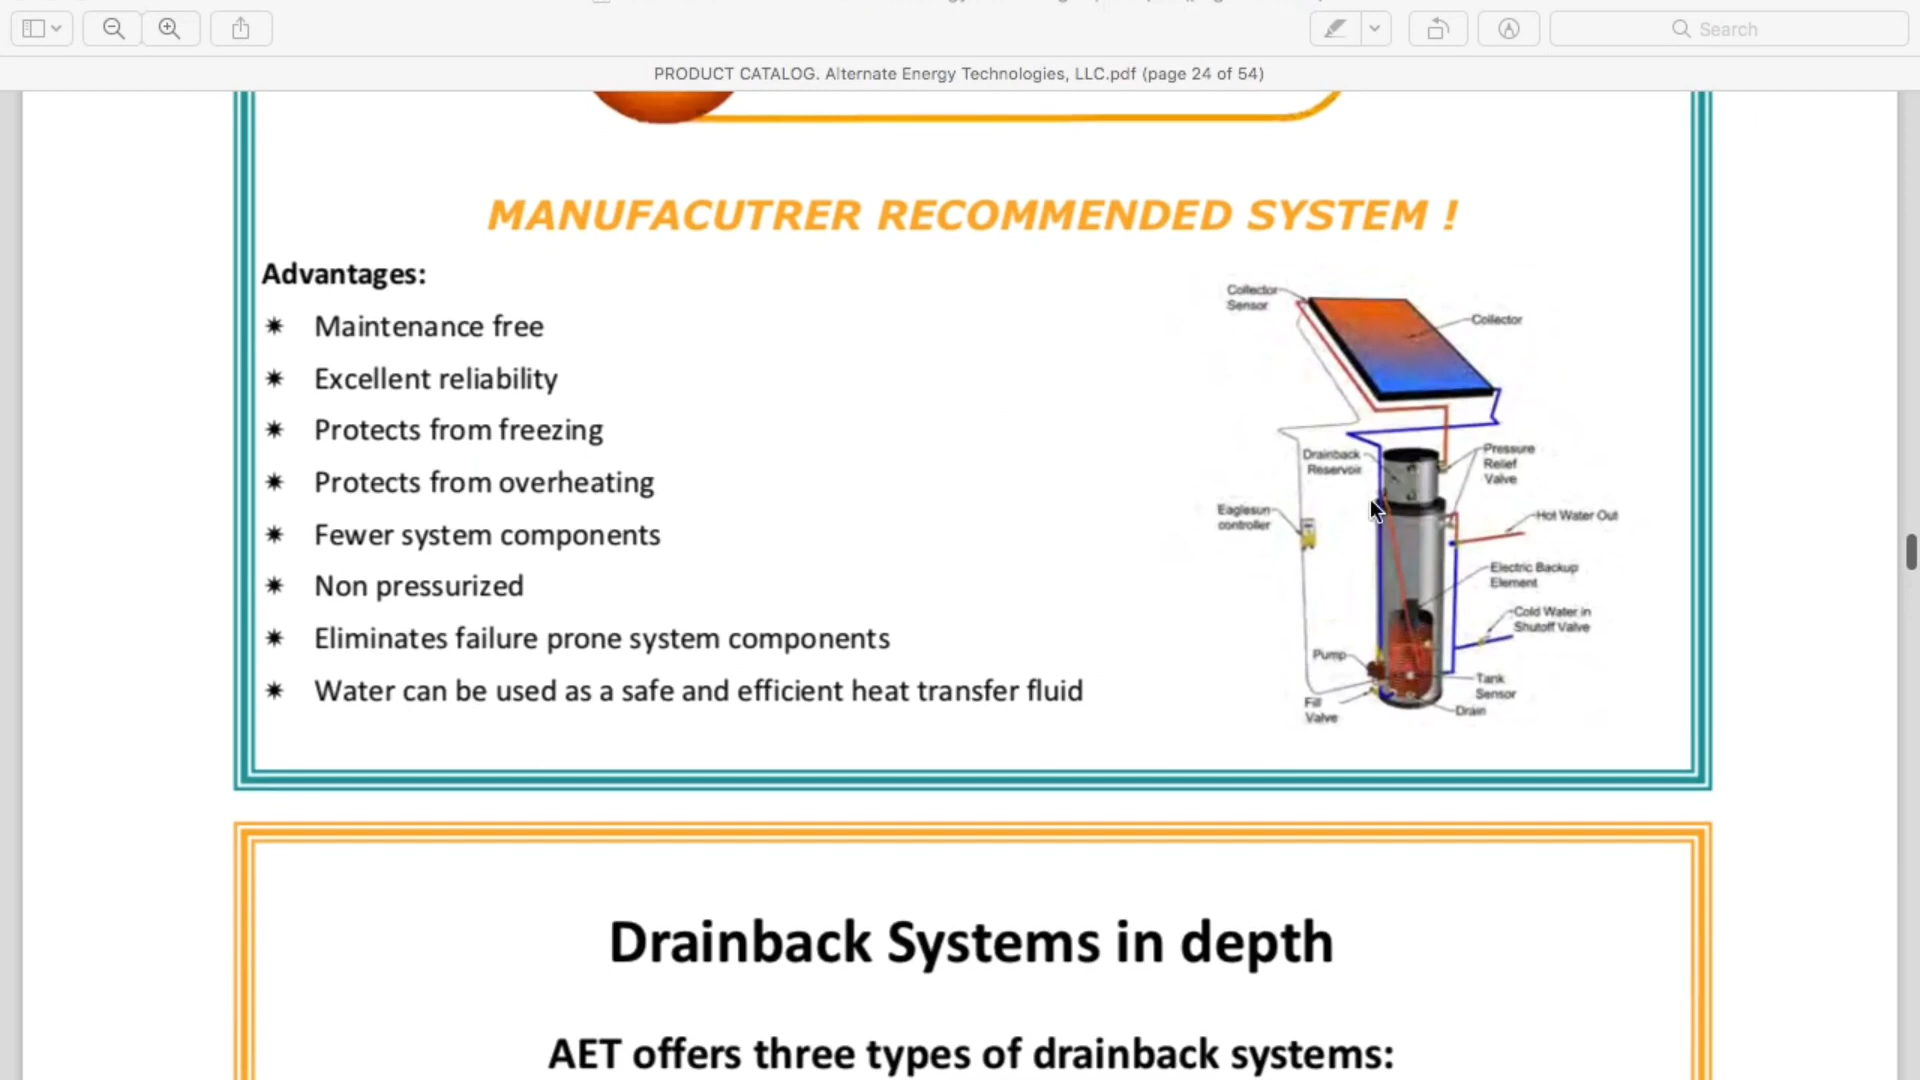 Search
PRODUCT CATALOG. Alternate Energy Technologies, LLC.pdf (page 24 of 54)
MANUFACUTRER RECOMMENDED SYSTEM !
Advantages:
Maintenance free
Excellent reliability
Protects from freezing
Protects from overheating
Fewer system components
Non pressurized
Eliminates failure prone system components
Water can be used as a safe and efficient heat transfer fluid
Collector
Sensor
Collector
Drainback
Reservoir
Pressure
Relief
Valve
Eaglesun
controller
Hot Water Out
Electric Backup
Element
Cold Water in
Shutoff Valve
Pump
Tank
Sensor
Fill
Valve
Drain
Drainback Systems in depth
AET offers three types of drainback systems: